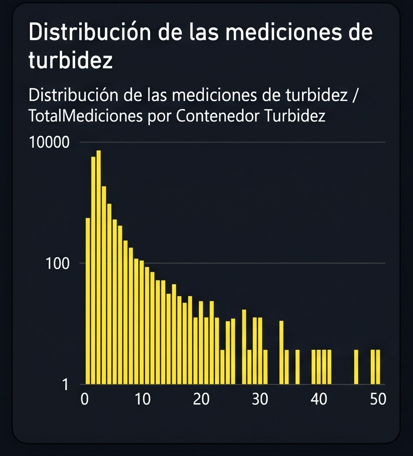 Distribución de las mediciones de
turbidez
Distribución de las mediciones de turbidez /
TotalMediciones por Contenedor Turbidez
10000
100
1
0 10 20 30 40 50